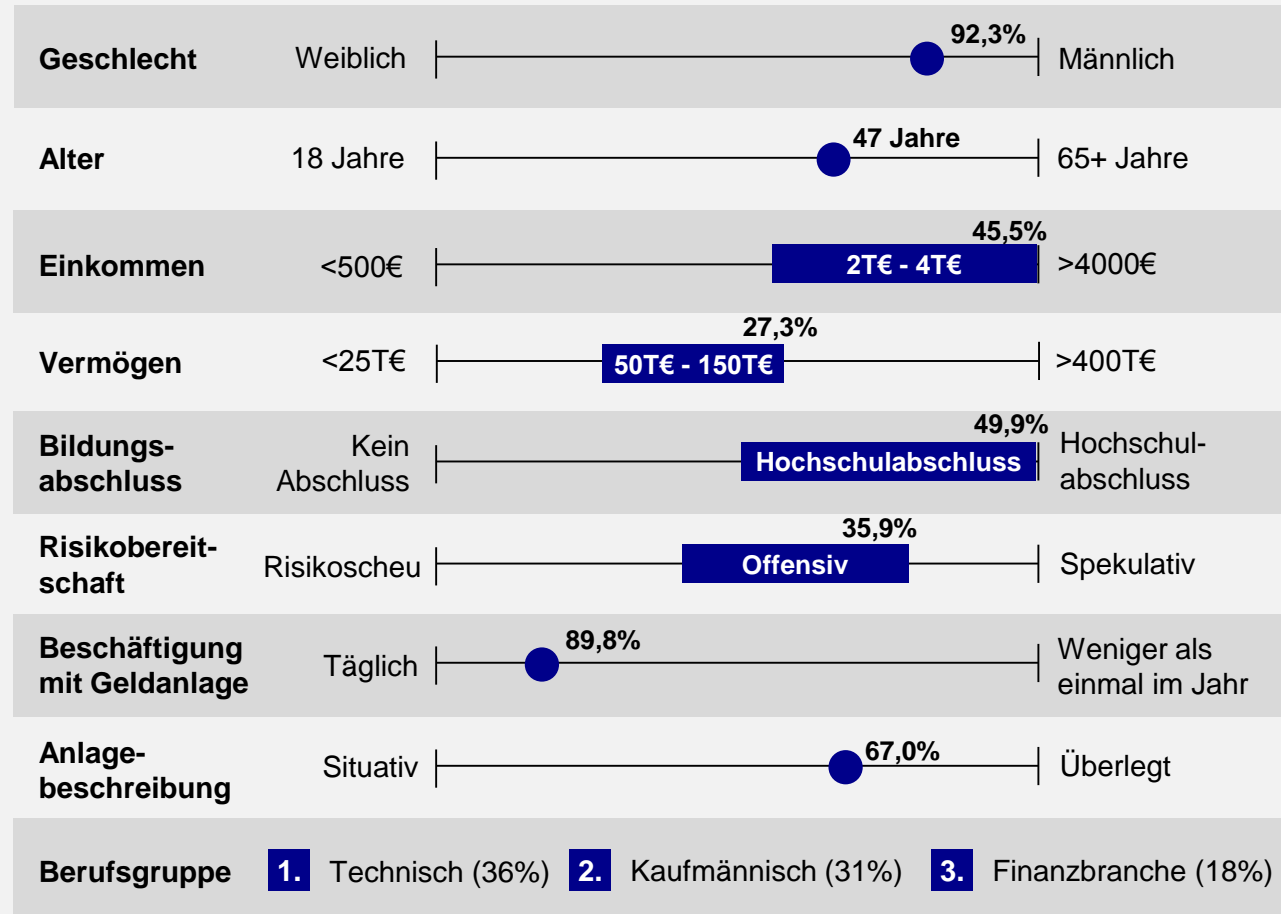 92,3%
Geschlecht Weiblich Männlich
47 Jahre
Alter 18 Jahre 65+ Jahre
45,5%
Einkommen <500€ 2T€ - 4T€ >4000€
27,3%
Vermögen <25T€ 50T€ - 150T€ >400T€
49,9%
Bildungs- Kein Hochschul-
Hochschulabschluss
abschluss Abschluss abschluss
35,9%
Risikobereit-
schaft Risikoscheu Offensiv Spekulativ
89,8%
Beschäftigung Täglich Weniger als
mit Geldanlage einmal im Jahr
67,0%
Anlage- Situativ Überlegt
beschreibung
Berufsgruppe 1. Technisch (36%) 2. Kaufmännisch (31%) 3. Finanzbranche (18%)